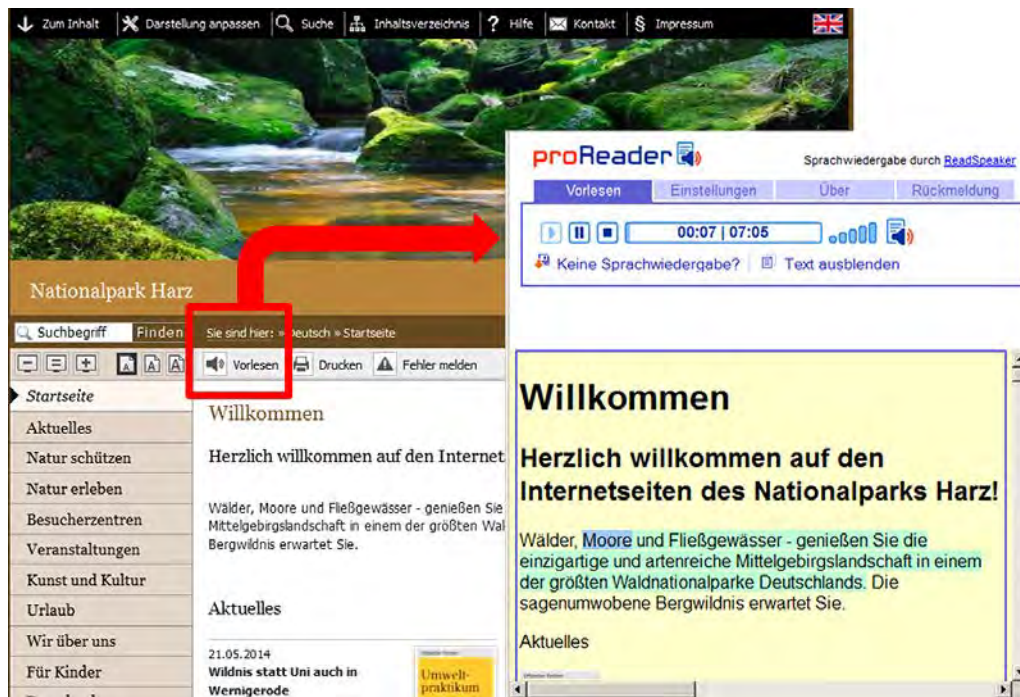 Zum Inhalt Darstellung anpassen Suche Inhaltsverzeichnis ? Hilfe Kontakt § Impressum
Nationalpark Harz
Suchbegriff Finden Sie sind hier: » Deutsch » Startseite
A A A Vorlesen Drucken Fehler melden
Startseite
Aktuelles
Natur schützen
Natur erleben
Besucherzentren
Veranstaltungen
Kunst und Kultur
Urlaub
Wir über uns
Für Kinder
Willkommen
Herzlich willkommen auf den Internet
Wälder, Moore und Fließgewässer - genießen Sie
Mittelgebirgslandschaft in einem der größten Wal
Bergwildnis erwartet Sie.
Aktuelles
21.05.2014
Wildnis statt Uni auch in
Wernigerode
Umwelt-
praktikum
proReader
Sprachwiedergabe durch ReadSpeaker
Vorlesen Einstellungen Über Rückmeldung
00:07 | 07:05
Keine Sprachwiedergabe? Text ausblenden
Willkommen
Herzlich willkommen auf den
Internetseiten des Nationalparks Harz!
Wälder, Moore und Fließgewässer - genießen Sie die
einzigartige und artenreiche Mittelgebirgslandschaft in einem
der größten Waldnationalparke Deutschlands. Die
sagenumwobene Bergwildnis erwartet Sie.
Aktuelles